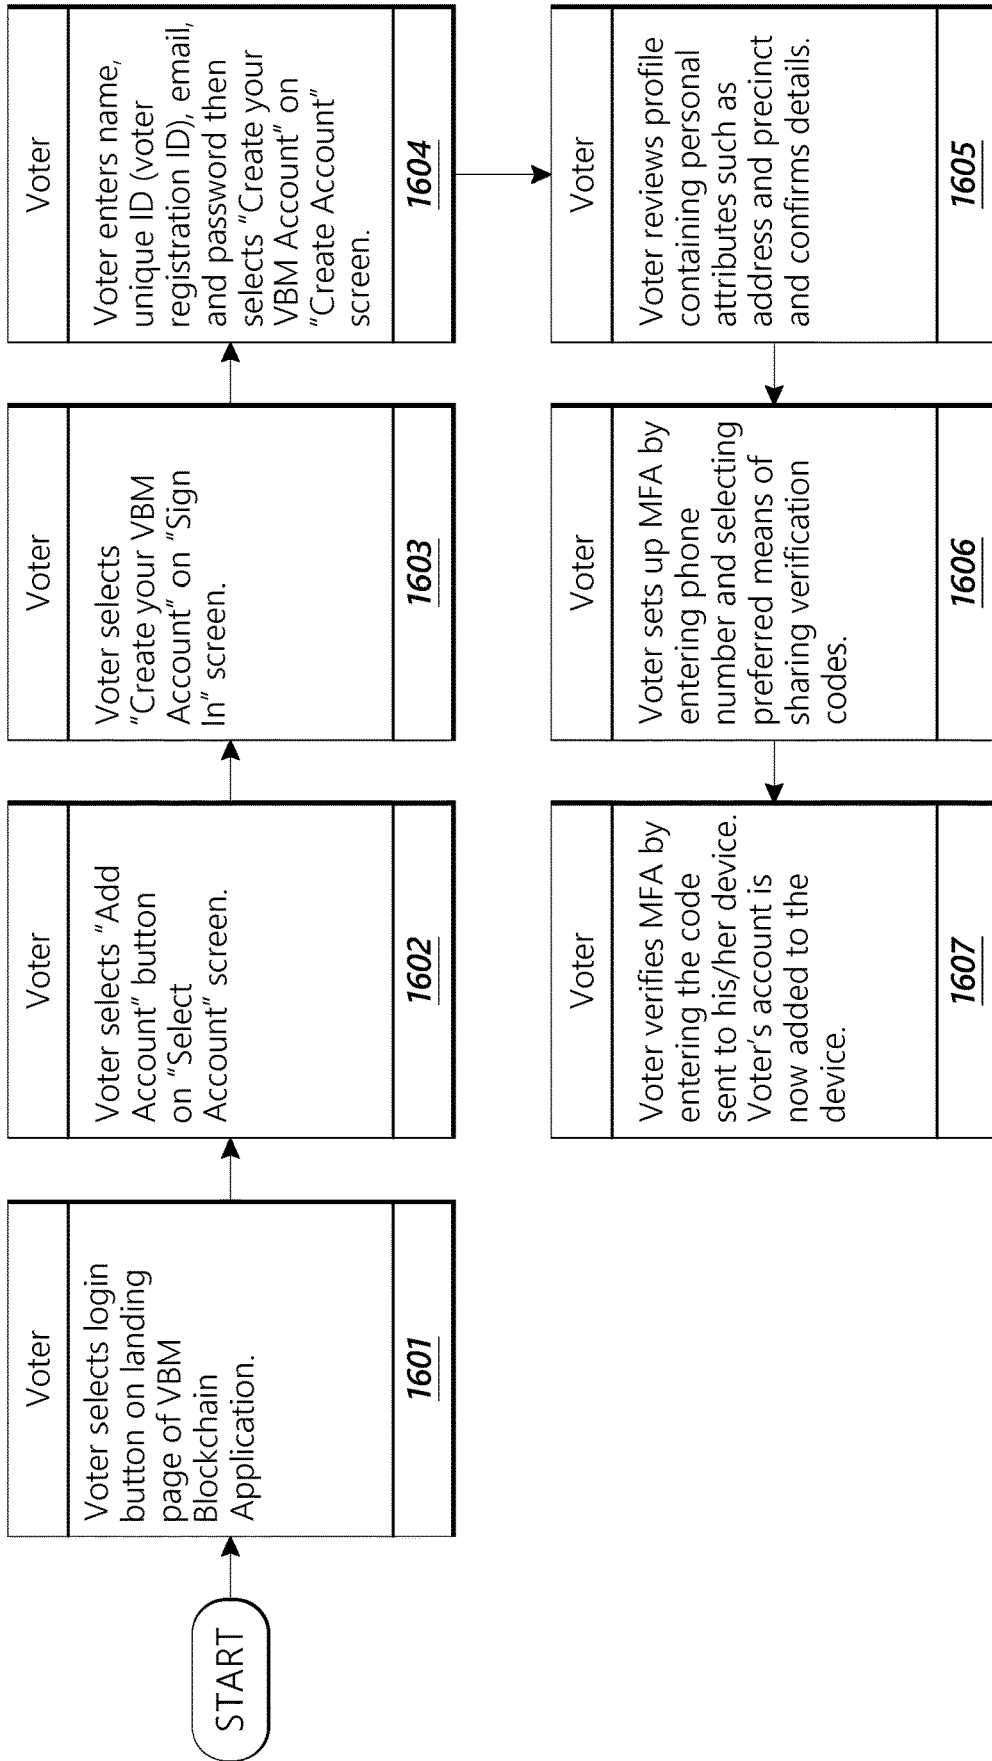 START
Voter
Voter selects login
button on landing
page of VBM
Blockchain
Application.
1601
Voter
Voter selects "Add
Account" button
on "Select
Account" screen.
1602
Voter
Voter selects
"Create your VBM
Account" on "Sign
In" screen.
1603
Voter
Voter enters name,
unique ID (voter
registration ID), email,
and password then
selects "Create your
VBM Account" on
"Create Account"
screen.
1604
Voter
Voter reviews profile
containing personal
attributes such as
address and precinct
and confirms details.
1605
Voter
Voter sets up MFA by
entering phone
number and selecting
preferred means of
sharing verification
codes.
1606
Voter
Voter verifies MFA by
entering the code
sent to his/her device.
Voter's account is
now added to the
device.
1607